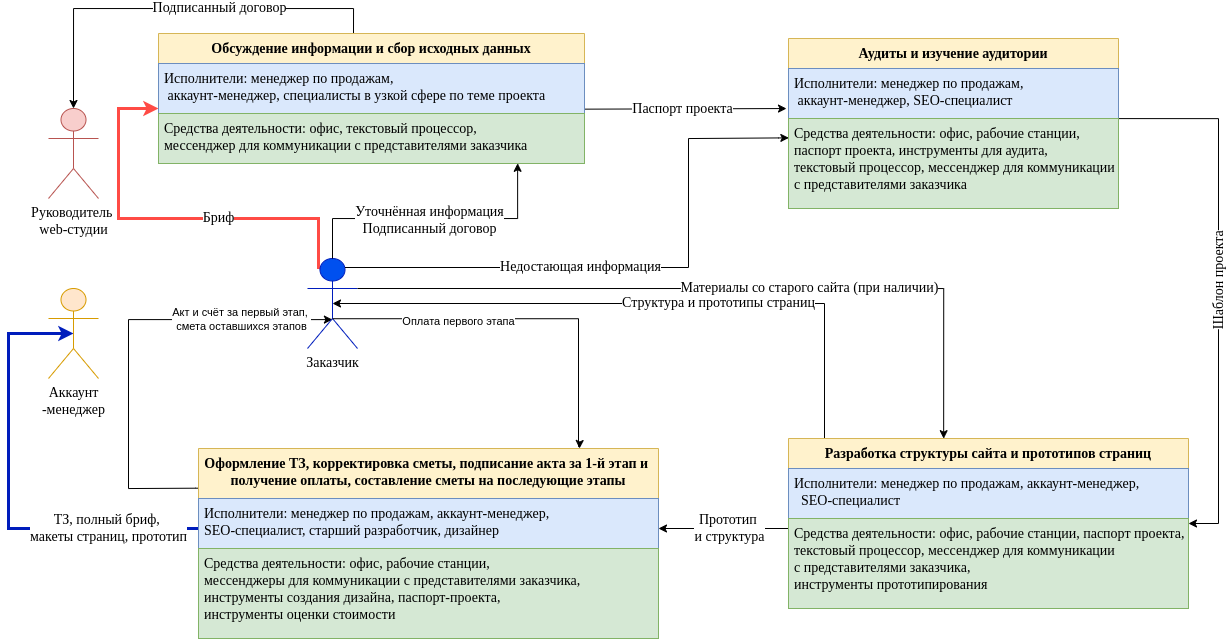 Подписанный договор
Обсуждение информации и сбор исходных данных
Исполнители: менеджер по продажам,
аккаунт-менеджер, специалисты в узкой сфере по теме проекта
Средства деятельности: офис, текстовый процессор,
мессенджер для коммуникации с представителями заказчика
Паспорт проекта
Аудиты и изучение аудитории
Исполнители: менеджер по продажам,
аккаунт-менеджер, SEO-специалист
Средства деятельности: офис, рабочие станции,
паспорт проекта, инструменты для аудита,
текстовый процессор, мессенджер для коммуникации
с представителями заказчика
Руководитель
web-студии
Бриф
Уточнённая информация
Подписанный договор
Недостающая информация
Шаблон проекта
Материалы со старого сайта (при наличии)
Структура и прототипы страниц
Акт и счёт за первый этап,
смета оставшихся этапов
Оплата первого этапа
Заказчик
Аккаунт
-менеджер
Оформление ТЗ, корректировка сметы, подписание акта за 1-й этап и
получение оплаты, составление сметы на последующие этапы
Исполнители: менеджер по продажам, аккаунт-менеджер,
SEO-специалист, старший разработчик, дизайнер
Средства деятельности: офис, рабочие станции,
мессенджеры для коммуникации с представителями заказчика,
инструменты создания дизайна, паспорт-проекта,
инструменты оценки стоимости
ТЗ, полный бриф,
макеты страниц, прототип
Прототип
и структура
Разработка структуры сайта и прототипов страниц
Исполнители: менеджер по продажам, аккаунт-менеджер,
SEO-специалист
Средства деятельности: офис, рабочие станции, паспорт проекта,
текстовый процессор, мессенджер для коммуникации
с представителями заказчика,
инструменты прототипирования